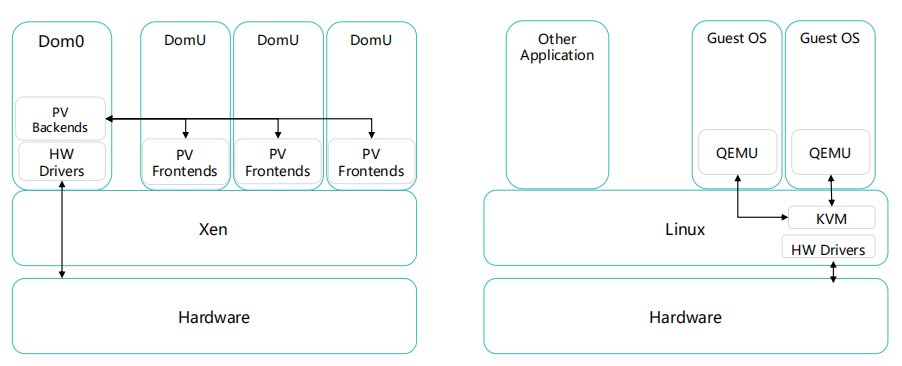 Dom0
DomU
DomU
DomU
PV
Backends
HW
Drivers
PV
Frontends
PV
Frontends
PV
Frontends
Xen
Hardware
Other
Application
Guest OS
Guest OS
QEMU
QEMU
KVM
Linux
HW Drivers
Hardware